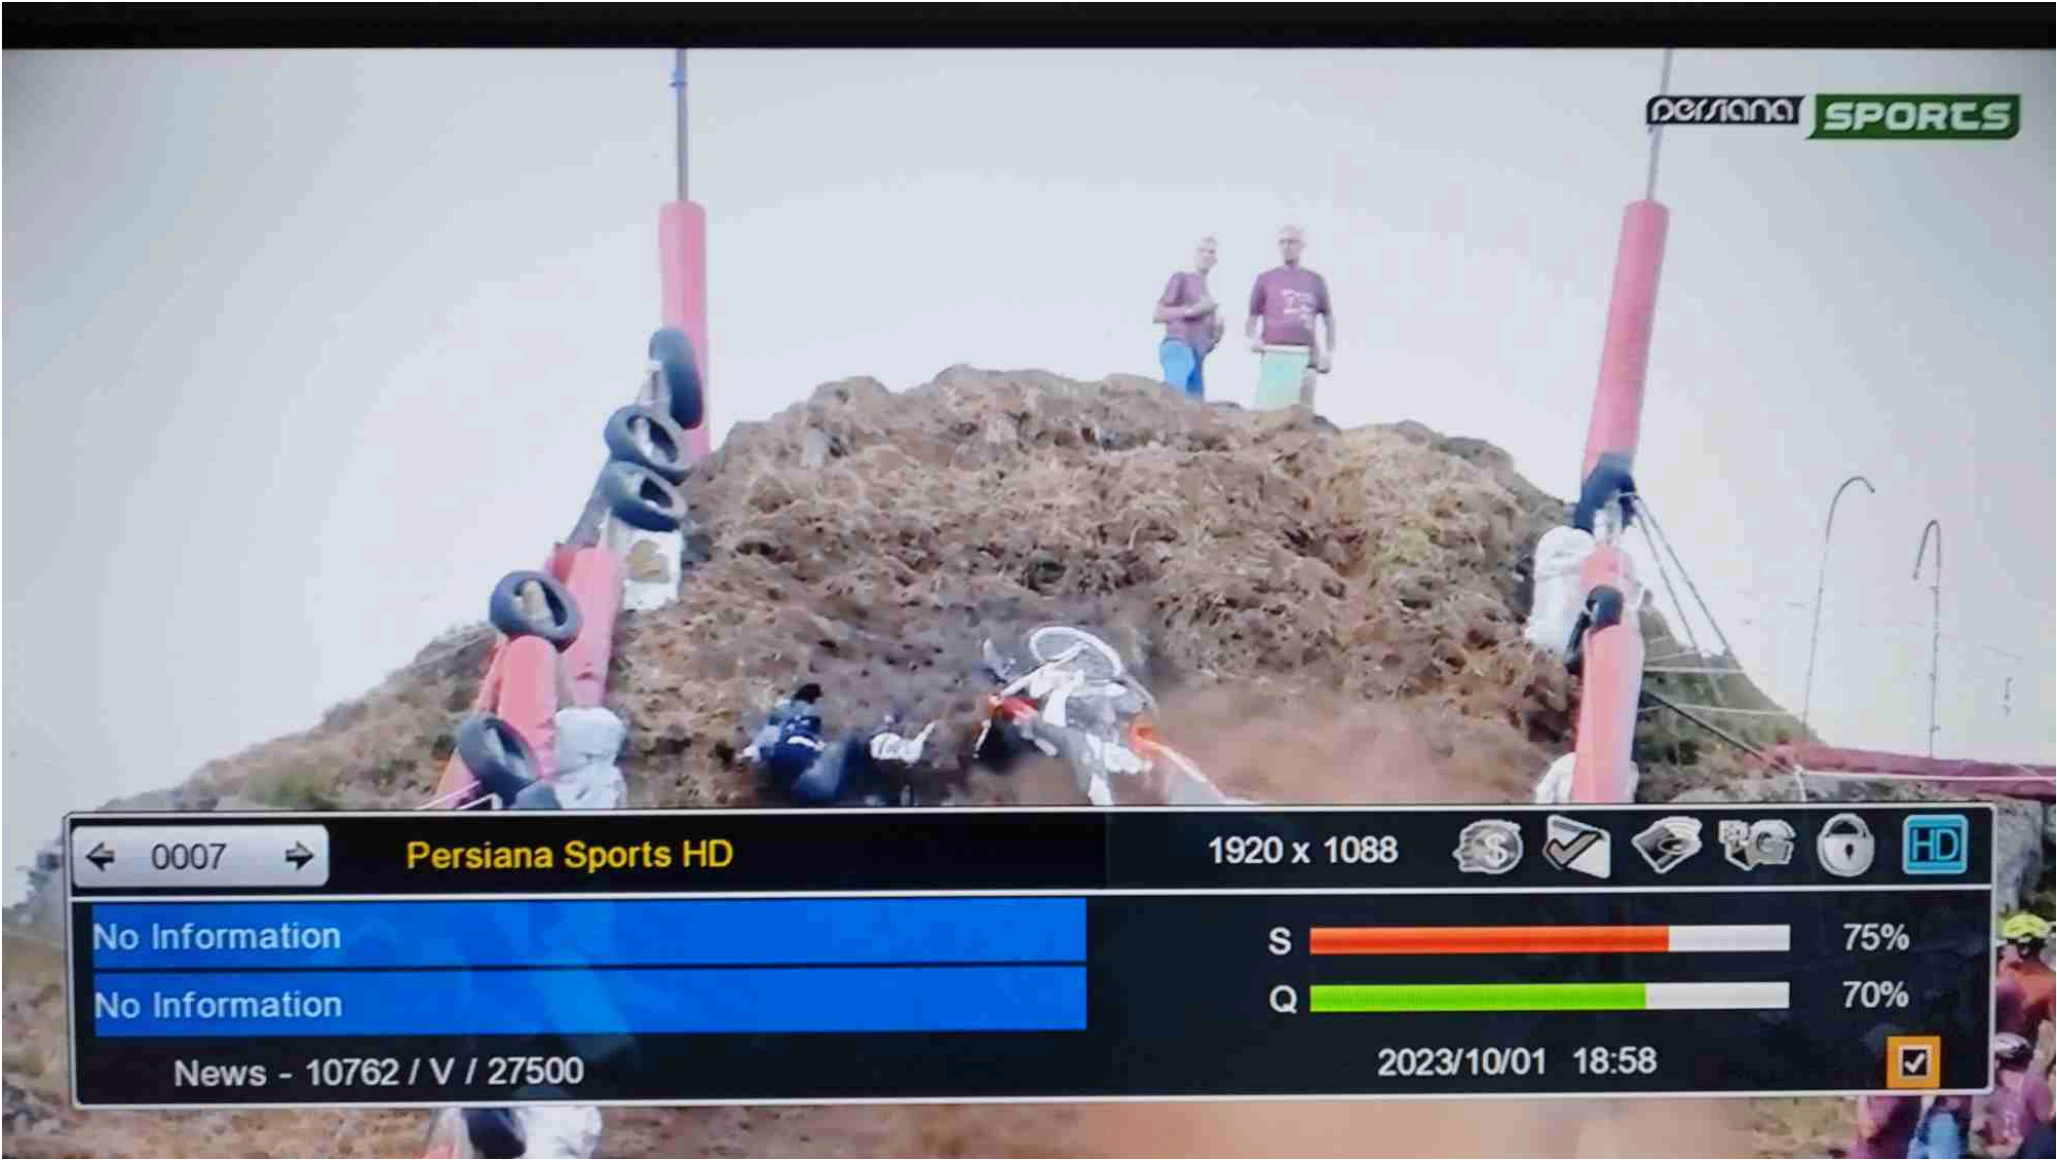 persiana SPORTS
0007
Persiana Sports HD
1920 x 1088
$
G
HD
No Information
S
75%
No Information
Q
70%
News - 10762 / V / 27500
2023/10/01 18:58